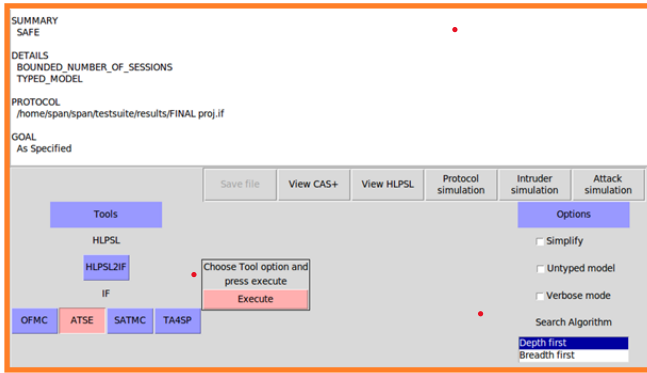 SUMMARY
SAFE
DETAILS
BOUNDED_NUMBER_OF_SESSIONS
TYPED_MODEL
PROTOCOL
/home/span/span/testsuite/results/FINAL proj.if
GOAL
As Specified
Save file
View CAS+
View HLPSL
Protocol
simulation
Intruder
simulation
Attack
simulation
Tools
HLPSL
HLPSL2IF
IF
OFMC
ATSE
SATMC
TA4SP
Choose Tool option and
press execute
Execute
Options
Simplify
Untyped model
Verbose mode
Search Algorithm
Depth first
Breadth first